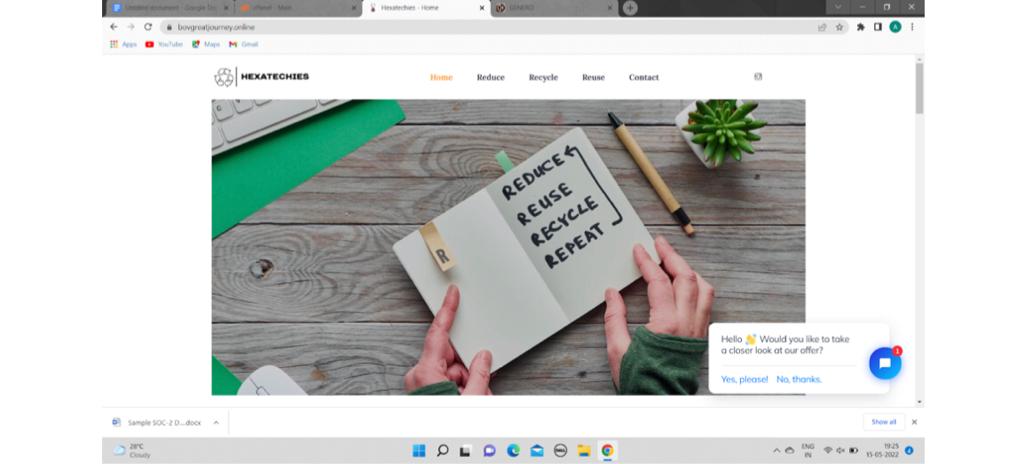 Untitled document - Google Do
cPanel - Main
Hexatechies - Home
GENERO
bovgreatjourney.online
Apps
YouTube
Maps
Gmail
HEXATECHIES
Home
Reduce
Recycle
Reuse
Contact
REDUCE
REUSE
RECYCLE
REPEAT
R
Hello 👋 Would you like to take
a closer look at our offer?
Yes, please! No, thanks.
1
Sample SOC-2 D....docx
Show all
28°C
Cloudy
ENG
IN
19:25
15-05-2022